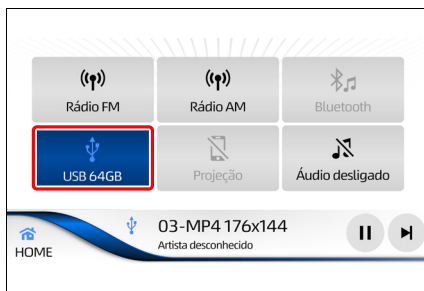 Rádio FM
Rádio AM
Bluetooth
USB 64GB
Projeção
Áudio desligado
HOME
03-MP4 176x144
Artista desconhecido